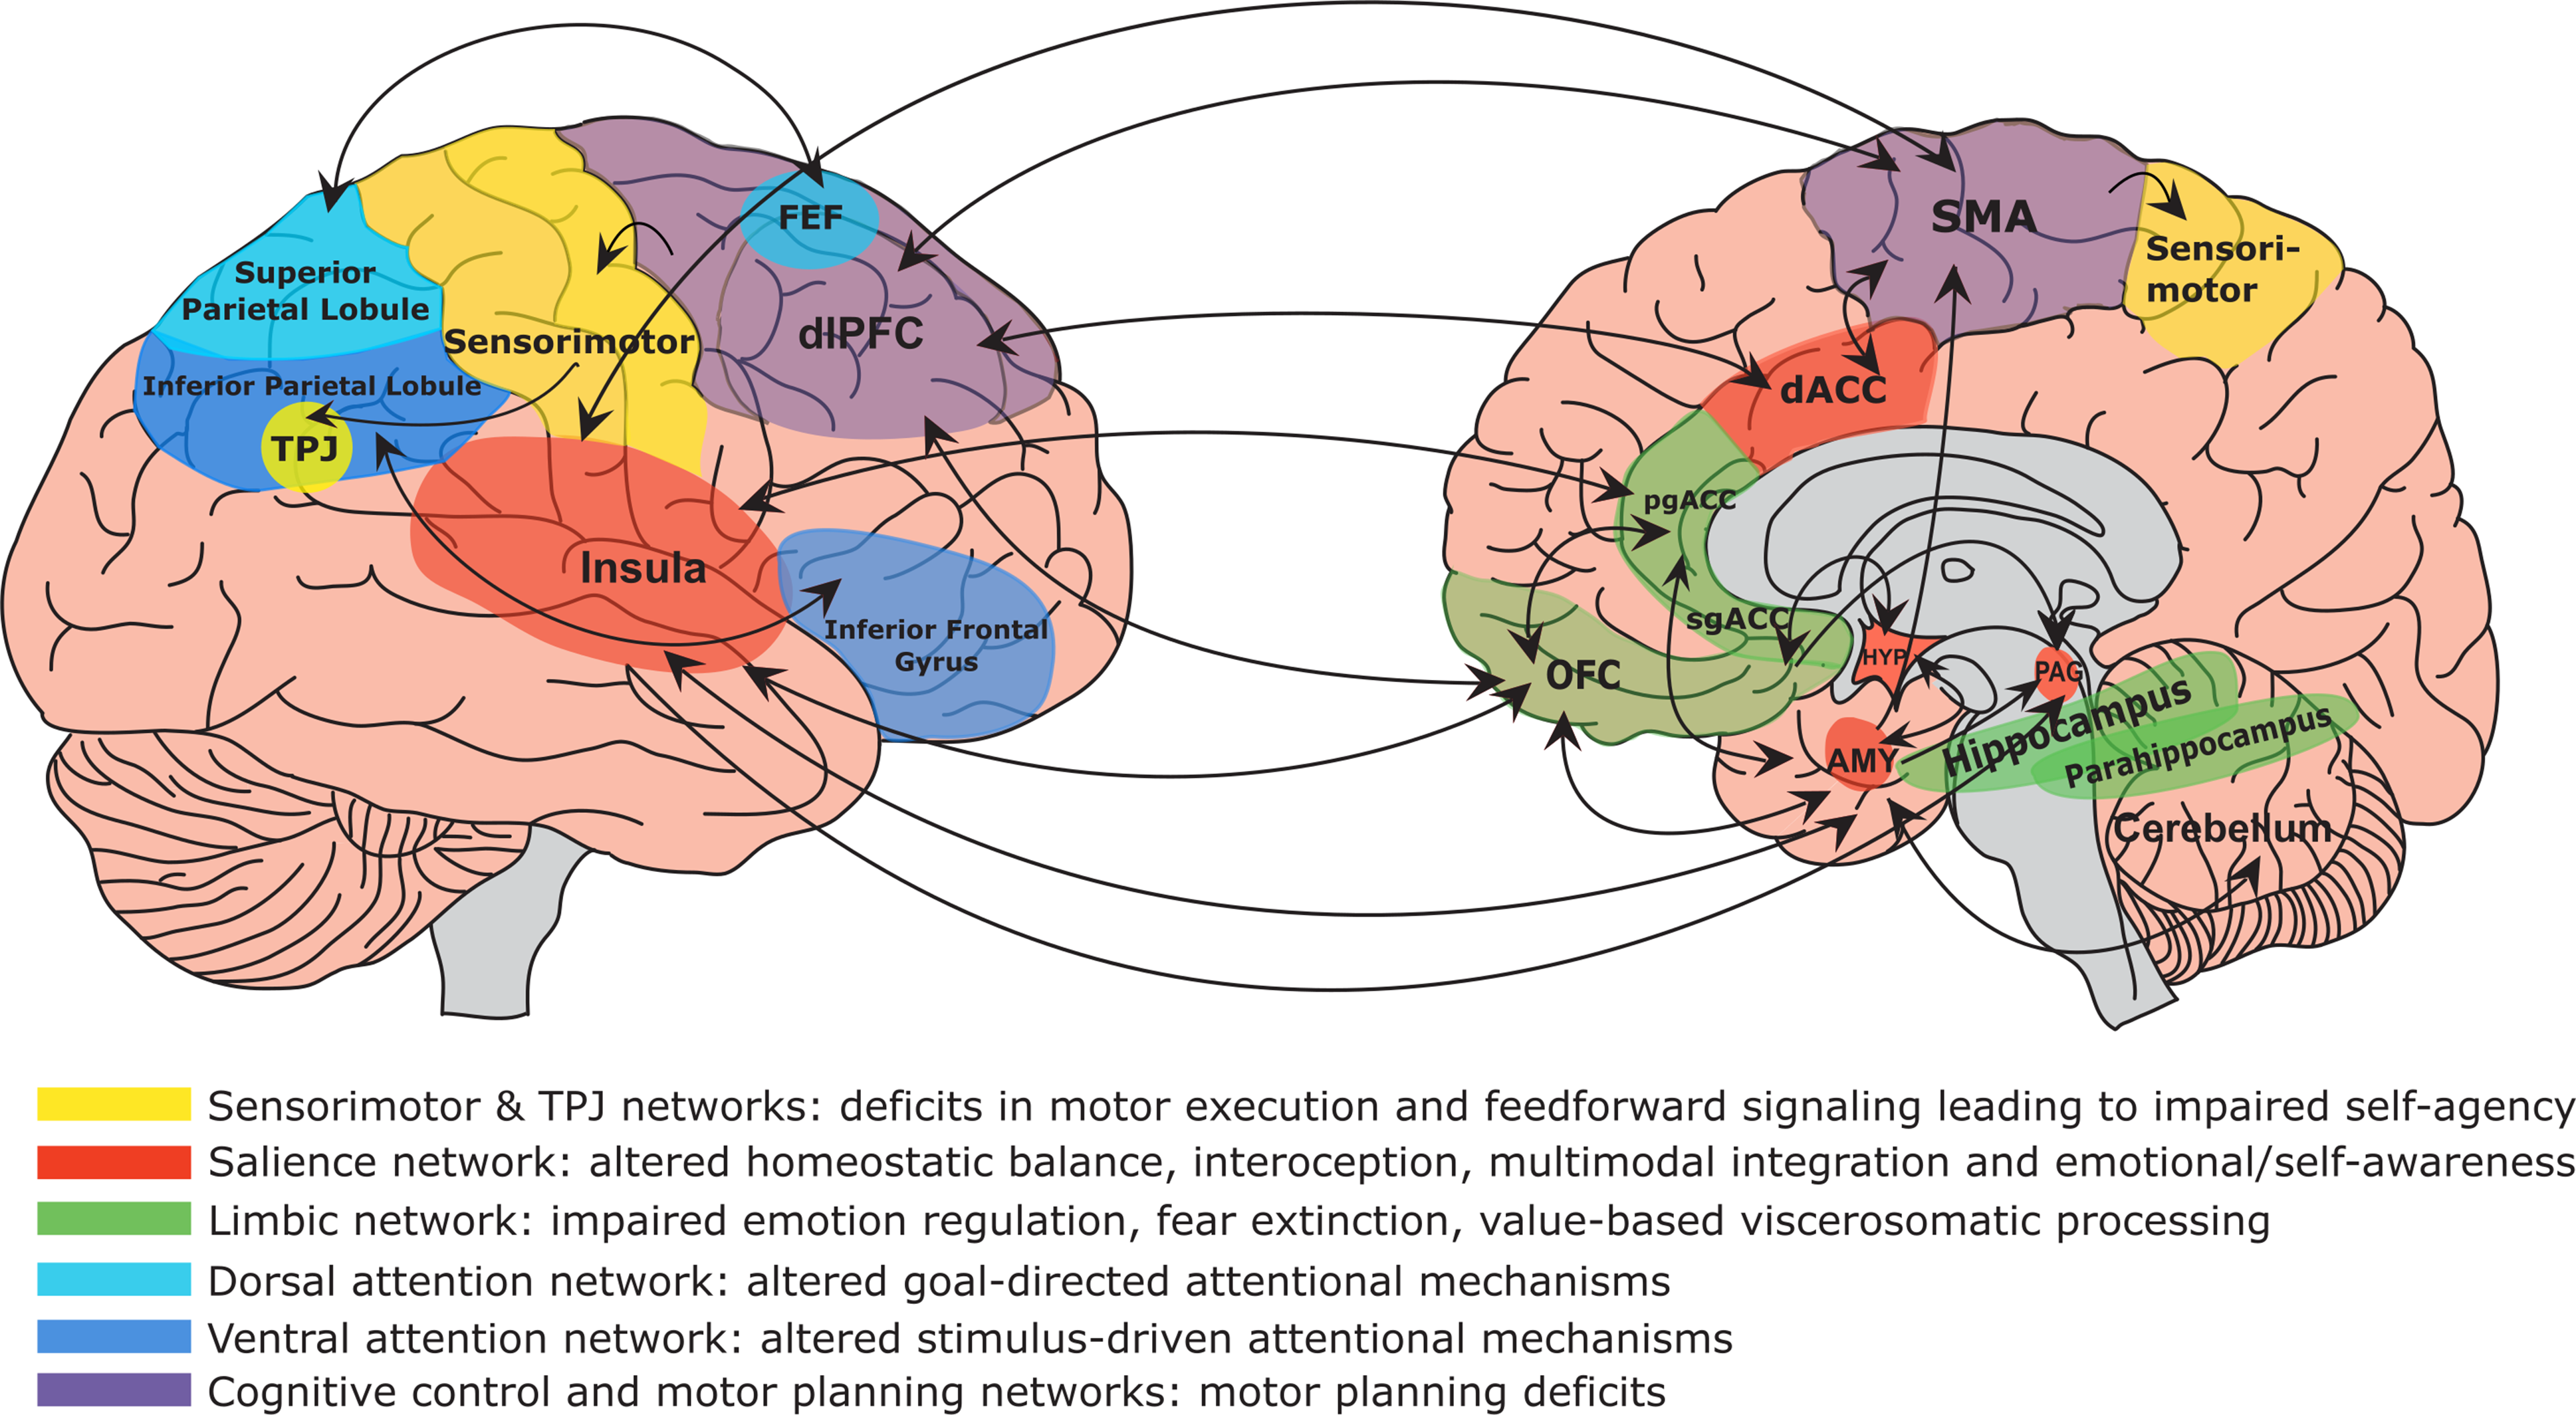 FEF
Superior
Parietal Lobule
Sensorimotor
dlPFC
Inferior Parietal Lobule
TPJ
Insula
Inferior Frontal
Gyrus
SMA
Sensori-
motor
dACC
pgACC
sgACC
OFC
HYP
PAG
AMY
Hippocampus
Parahippocampus
Cerebellum
Sensorimotor & TPJ networks: deficits in motor execution and feedforward signaling leading to impaired self-agency
Salience network: altered homeostatic balance, interoception, multimodal integration and emotional/self-awareness
Limbic network: impaired emotion regulation, fear extinction, value-based viscerosomatic processing
Dorsal attention network: altered goal-directed attentional mechanisms
Ventral attention network: altered stimulus-driven attentional mechanisms
Cognitive control and motor planning networks: motor planning deficits